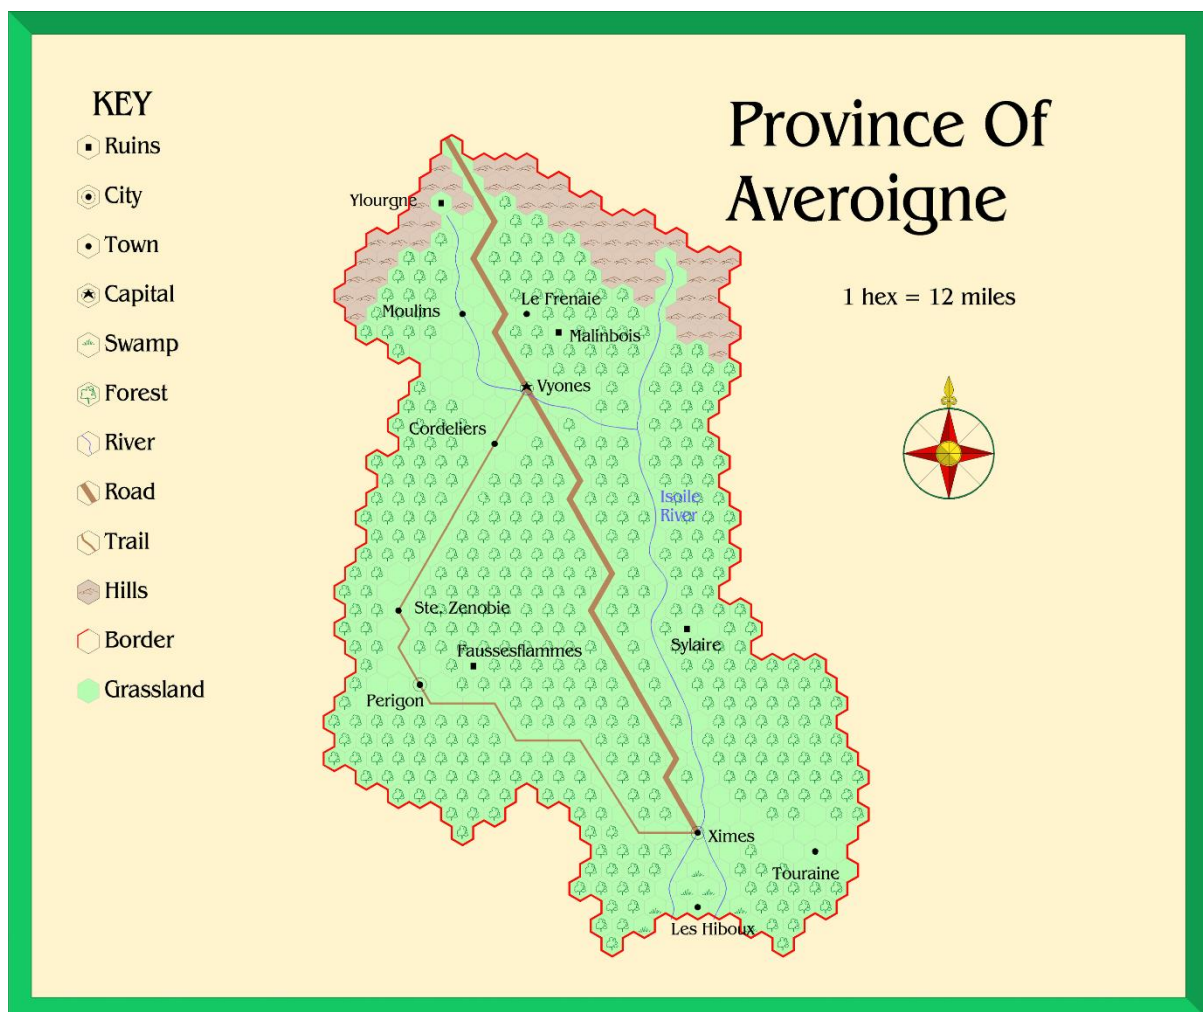 KEY
Ruins
City
Town
Capital
Swamp
Forest
River
Road
Trail
Hills
Border
Grassland
Province Of
Averoigne
1 hex = 12 miles
Ylourgne
Le Frenaie
Moulins
Malinbois
Vyones
Cordeliers
Isoile
River
Ste. Zenobie
Sylaire
Faussesflammes
Perigon
Ximes
Touraine
Les Hiboux